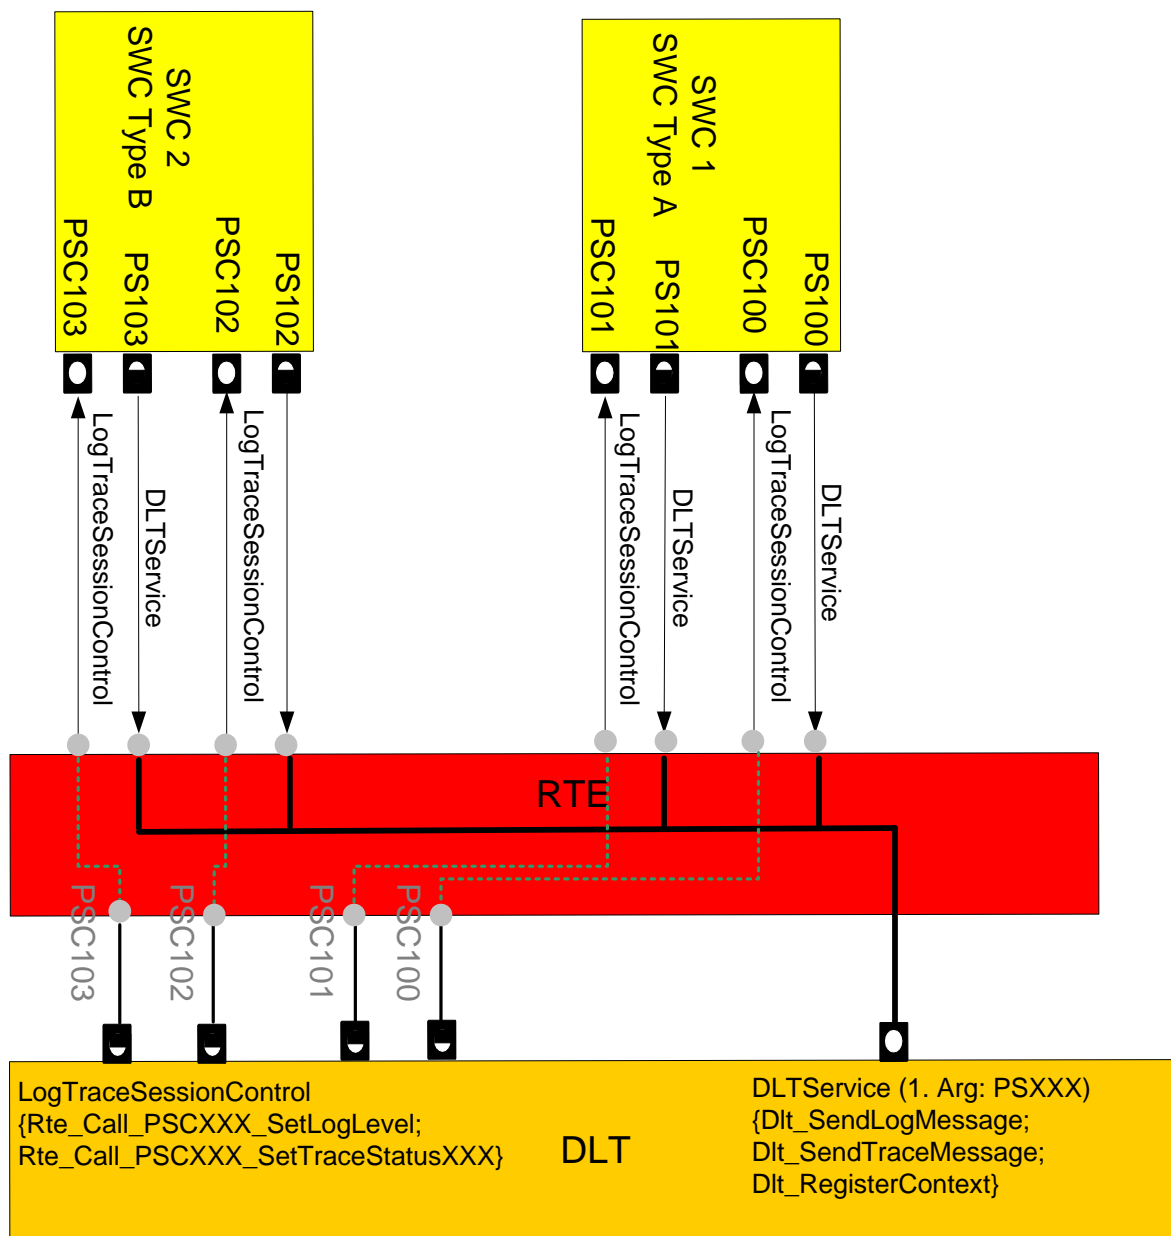 SWC 2
SWC Type B
PSC103
PS103
PSC102
PS102
SWC 1
SWC Type A
PSC101
PS101
PSC100
PS100
LogTraceSessionControl
DLTService
LogTraceSessionControl
LogTraceSessionControl
DLTService
LogTraceSessionControl
DLTService
RTE
PSC103
PSC102
PSC101
PSC100
LogTraceSessionControl
{Rte_Call_PSCXXX_SetLogLevel;
Rte_Call_PSCXXX_SetTraceStatusXXX}
DLT
DLTService (1. Arg: PSXXX)
{Dlt_SendLogMessage;
Dlt_SendTraceMessage;
Dlt_RegisterContext}